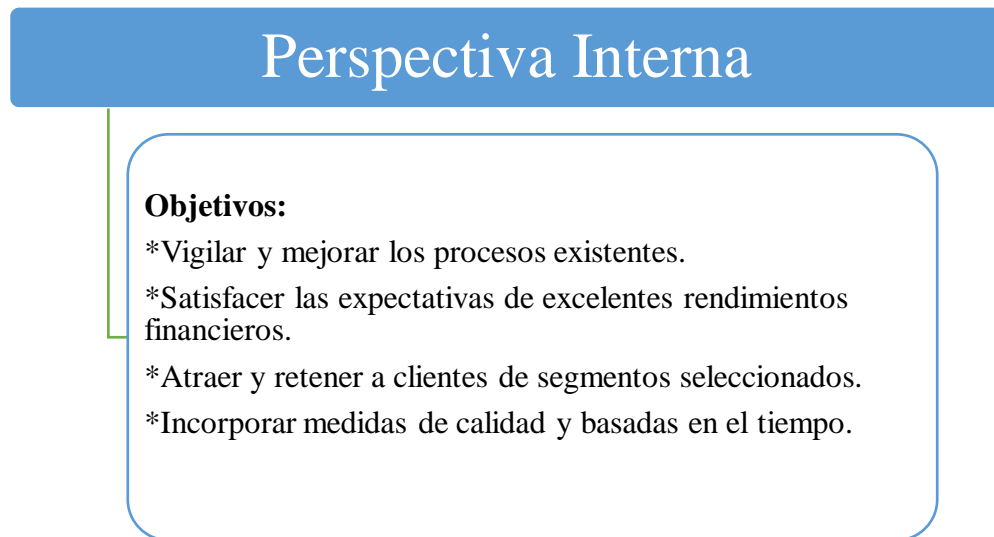 Perspectiva Interna
Objetivos:
*Vigilar y mejorar los procesos existentes.
*Satisfacer las expectativas de excelentes rendimientos
financieros.
*Atraer y retener a clientes de segmentos seleccionados.
*Incorporar medidas de calidad y basadas en el tiempo.